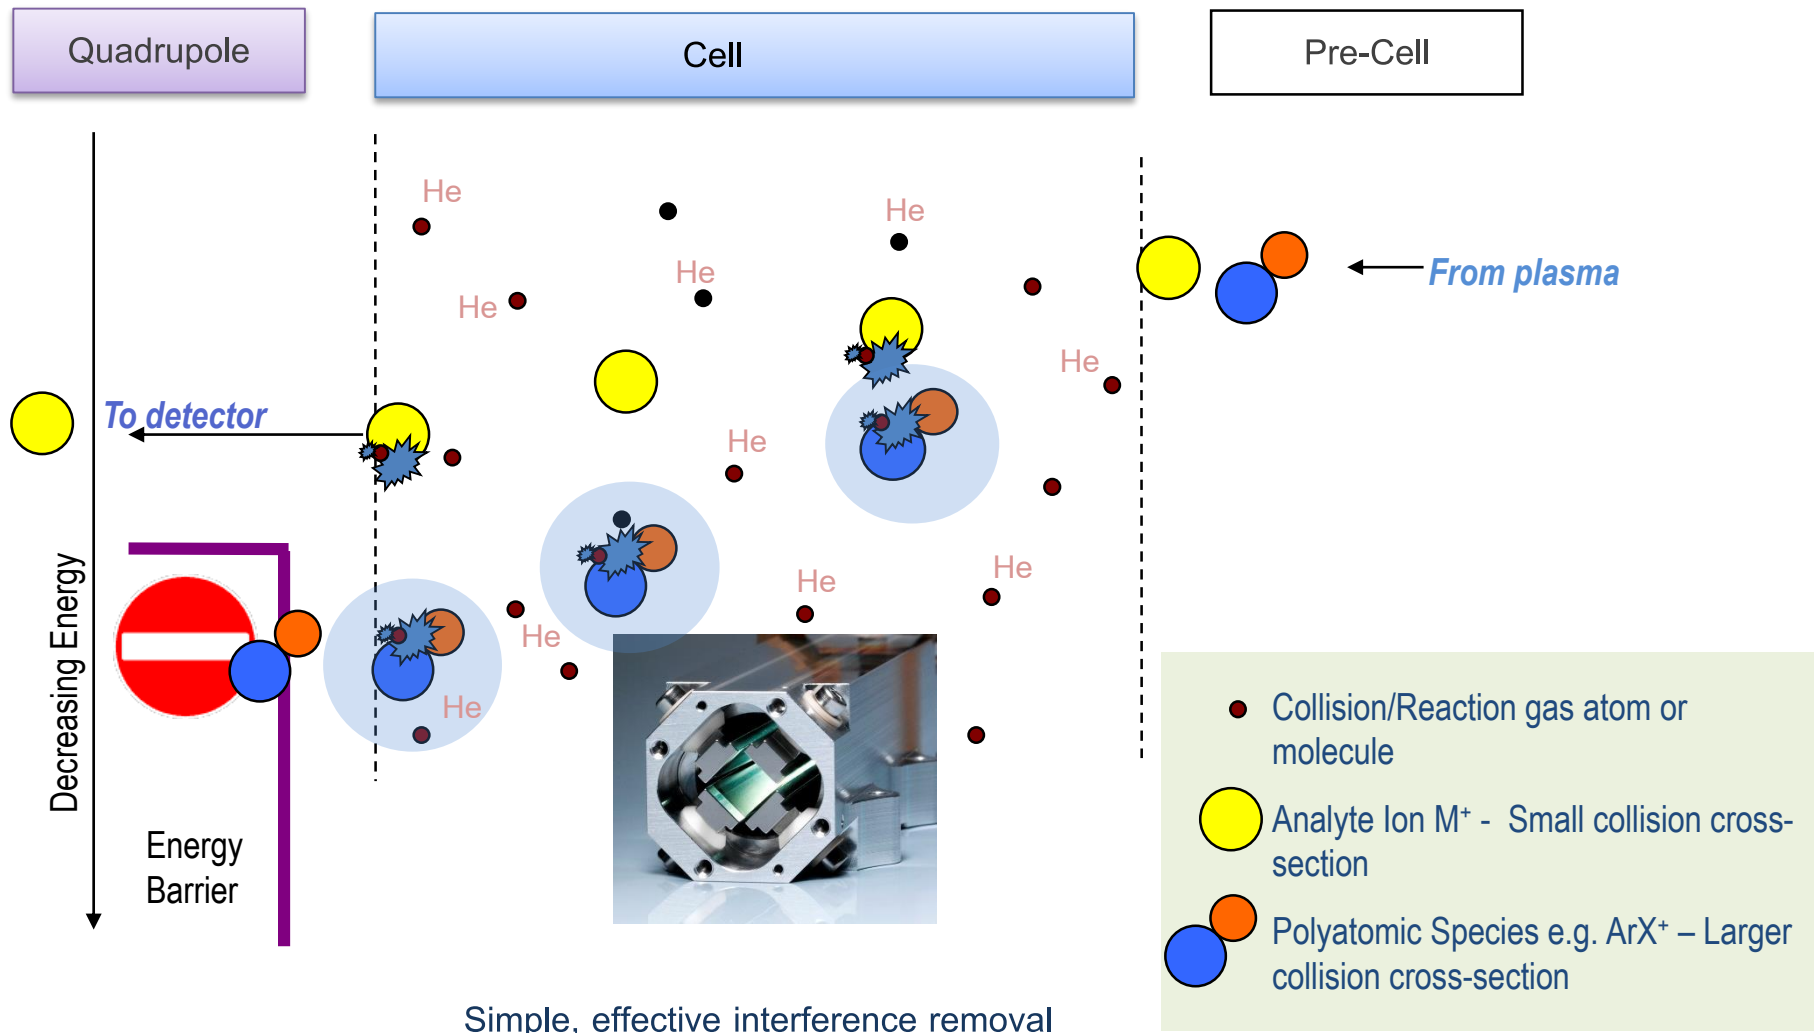 Quadrupole
Cell
Pre-Cell
He
He
He
He
From plasma
He
To detector
He
He
He
He
Decreasing Energy
Energy
Barrier
Collision/Reaction gas atom or
molecule
Analyte Ion M⁺ - Small collision cross-
section
Polyatomic Species e.g. ArX⁺ – Larger
collision cross-section
Simple, effective interference removal